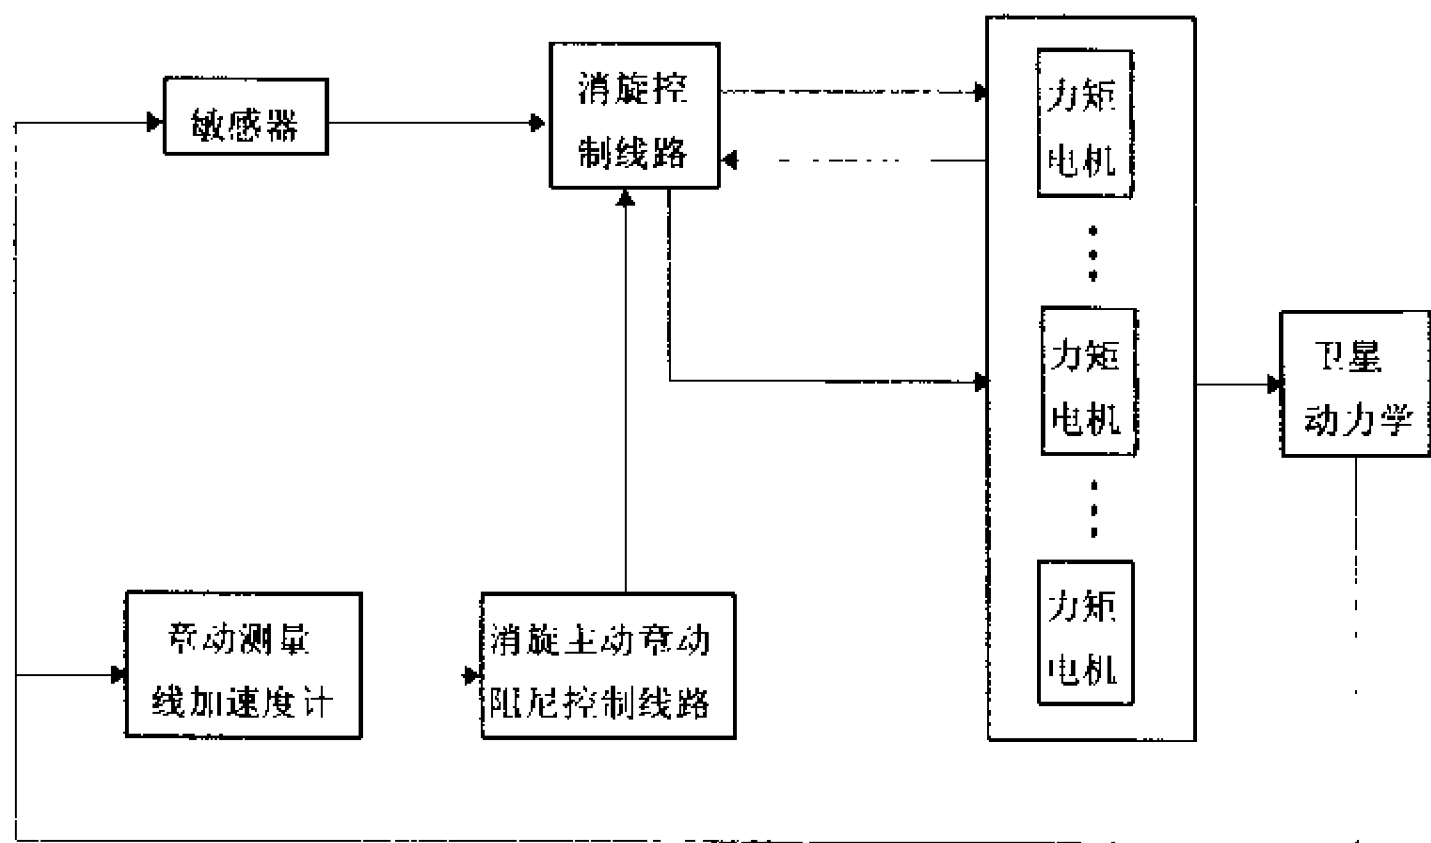 敏感器
消旋控
制线路
力矩
电机
力矩
电机
力矩
电机
卫星
动力学
章动测量
线加速度计
消旋主动章动
阻尼控制线路